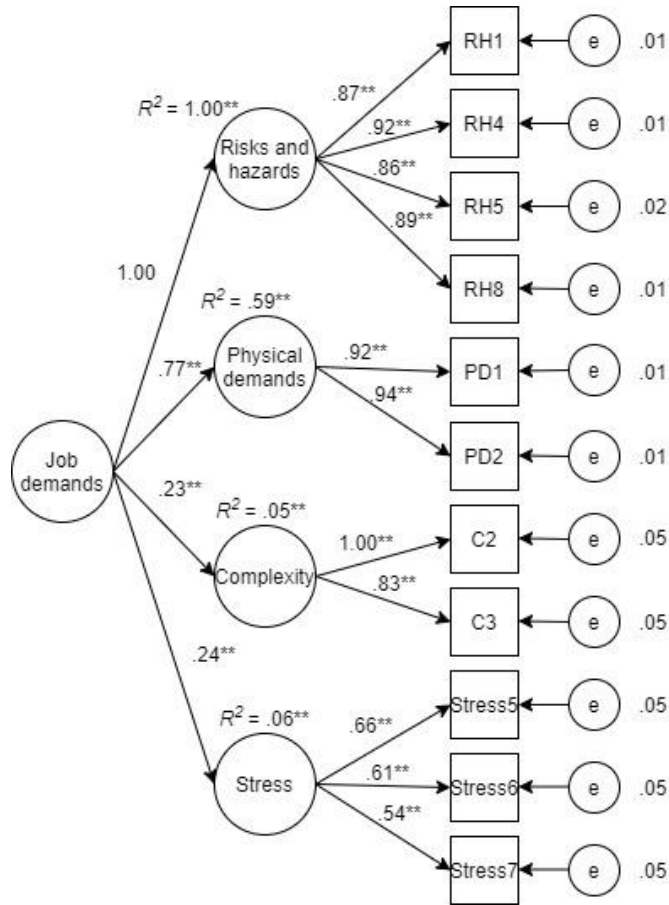 RH1
e
.01
R² = 1.00**
.87**
Risks and
hazards
.92**
RH4
e
.01
.86**
RH5
e
.02
.89**
1.00
RH8
e
.01
R² = .59**
Physical
demands
.92**
PD1
e
.01
.77**
.94**
PD2
e
.01
Job
demands
.23**
R² = .05**
1.00**
C2
e
.05
Complexity
.83**
C3
e
.05
.24**
R² = .06**
.66**
Stress5
e
.05
Stress
.61**
Stress6
e
.05
.54**
Stress7
e
.05